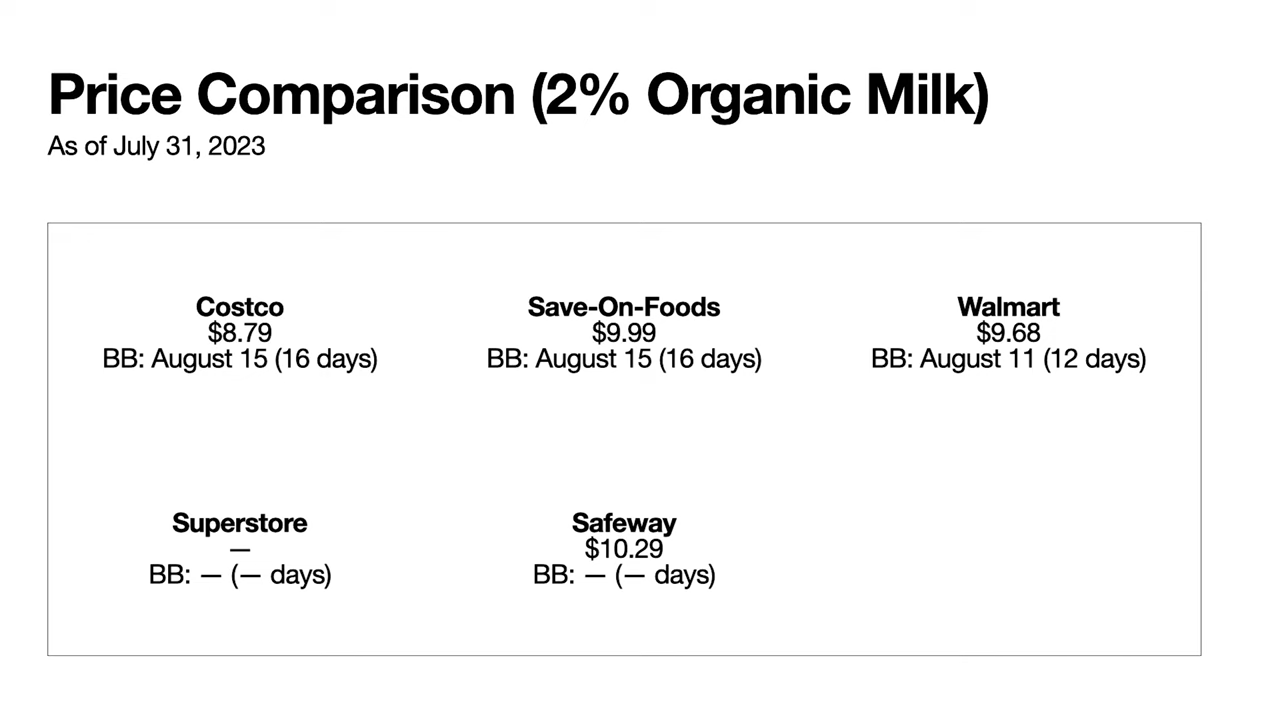 Price Comparison (2% Organic Milk)
As of July 31, 2023
Costco
$8.79
BB: August 15 (16 days)
Save-On-Foods
$9.99
BB: August 15 (16 days)
Walmart
$9.68
BB: August 11 (12 days)
Superstore
—
BB: — (— days)
Safeway
$10.29
BB: — (— days)